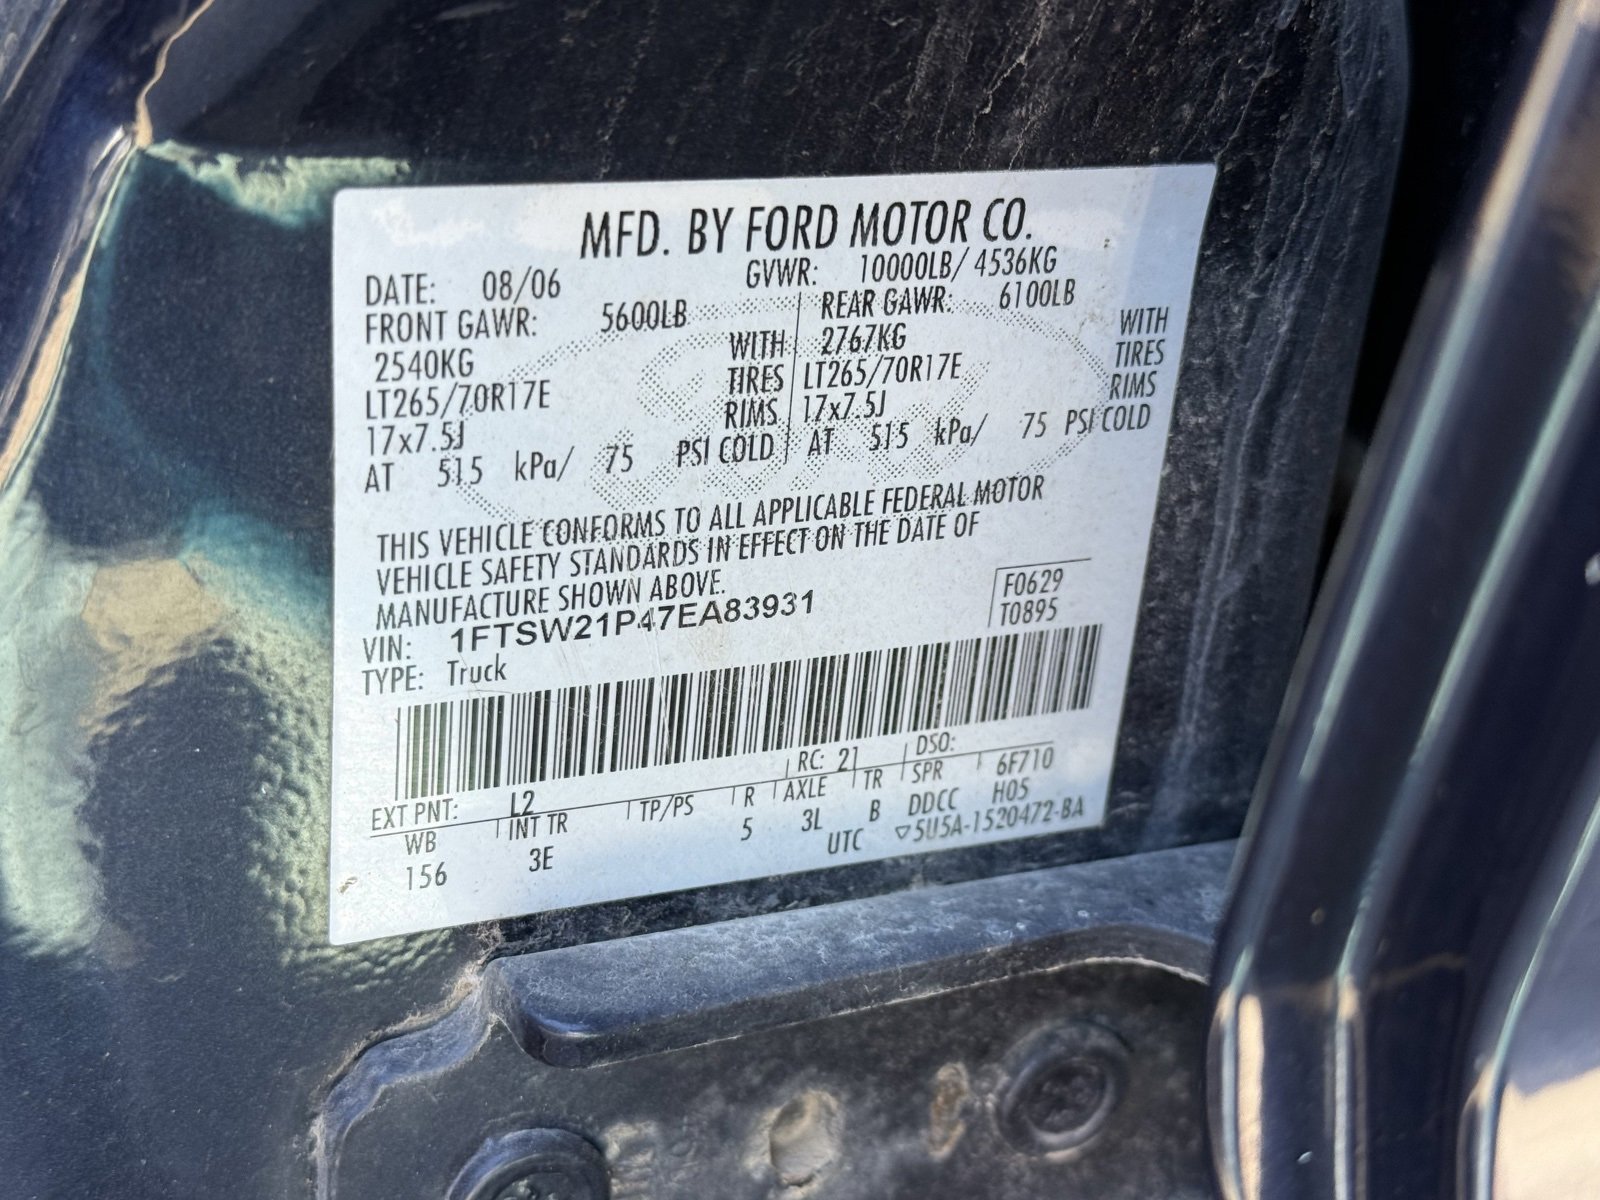 MFD. BY FORD MOTOR CO.
DATE: 08/06 GVWR: 10000LB/ 4536KG
FRONT GAWR: 5600LB REAR GAWR: 6100LB
2540KG WITH 2767KG WITH
LT265/70R17E TIRES LT265/70R17E TIRES
17x7.5J RIMS 17x7.5J RIMS
AT 515 kPa/ 75 PSI COLD AT 515 kPa/ 75 PSI COLD
THIS VEHICLE CONFORMS TO ALL APPLICABLE FEDERAL MOTOR
VEHICLE SAFETY STANDARDS IN EFFECT ON THE DATE OF
MANUFACTURE SHOWN ABOVE.
F0629
VIN: 1FTSW21P47EA83931 T0895
TYPE: Truck
EXT PNT: L2 RC: 21 DSO:
WB INT TR TP/PS R AXLE TR SPR 6F710
156 3E 5 3L B DDCC H05
UTC ▽5U5A-1520472-BA